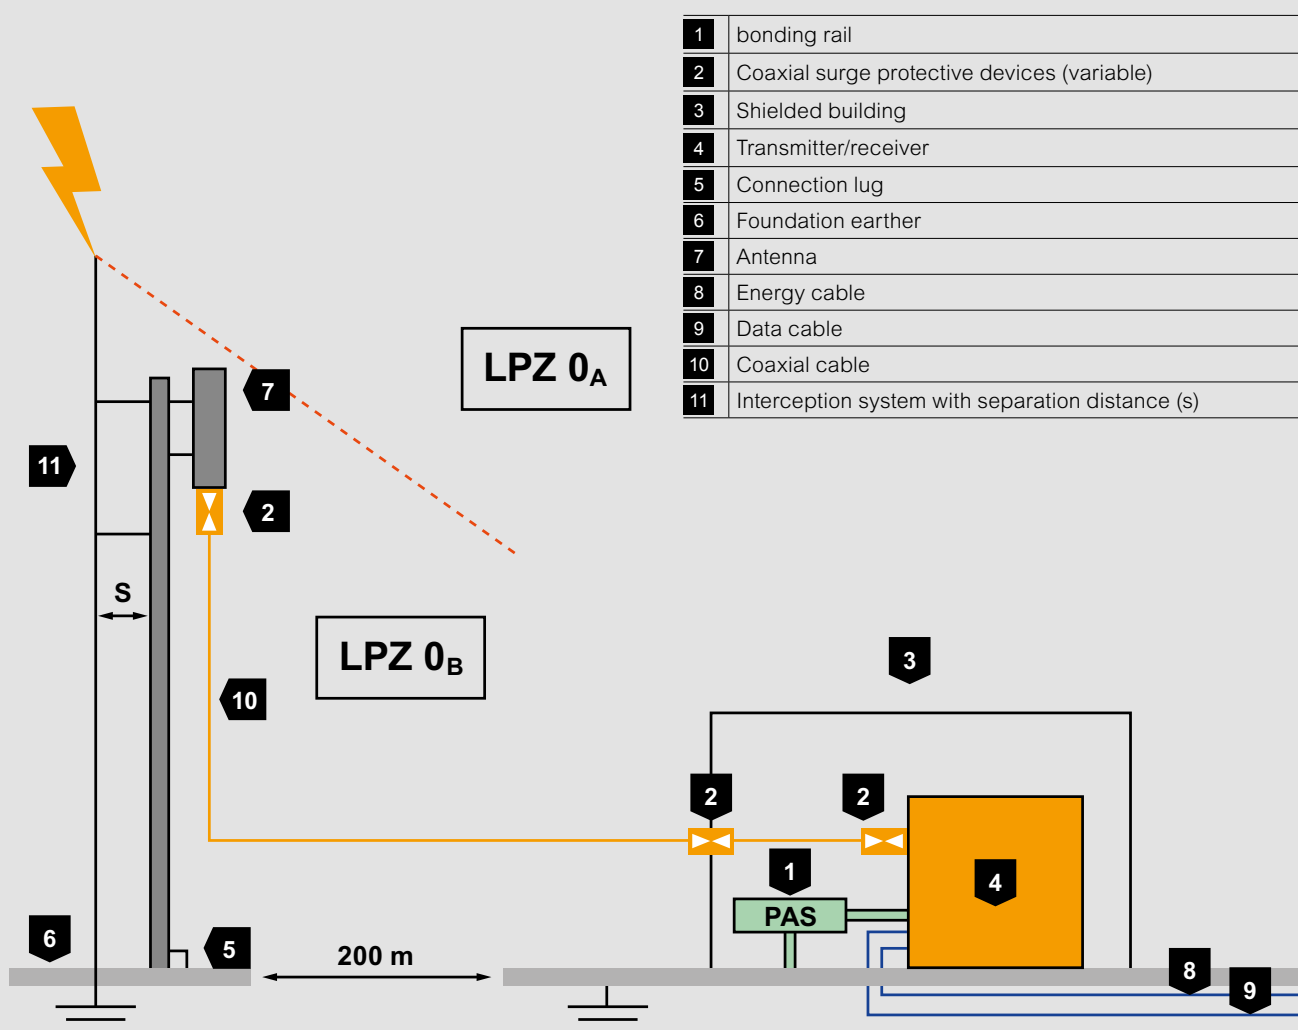 1 bonding rail
2 Coaxial surge protective devices (variable)
3 Shielded building
4 Transmitter/receiver
5 Connection lug
6 Foundation earther
7 Antenna
8 Energy cable
9 Data cable
10 Coaxial cable
11 Interception system with separation distance (s)
LPZ 0A
7
11
2
S
LPZ 0B
3
10
2
2
1
4
PAS
6
5
200 m
8
9